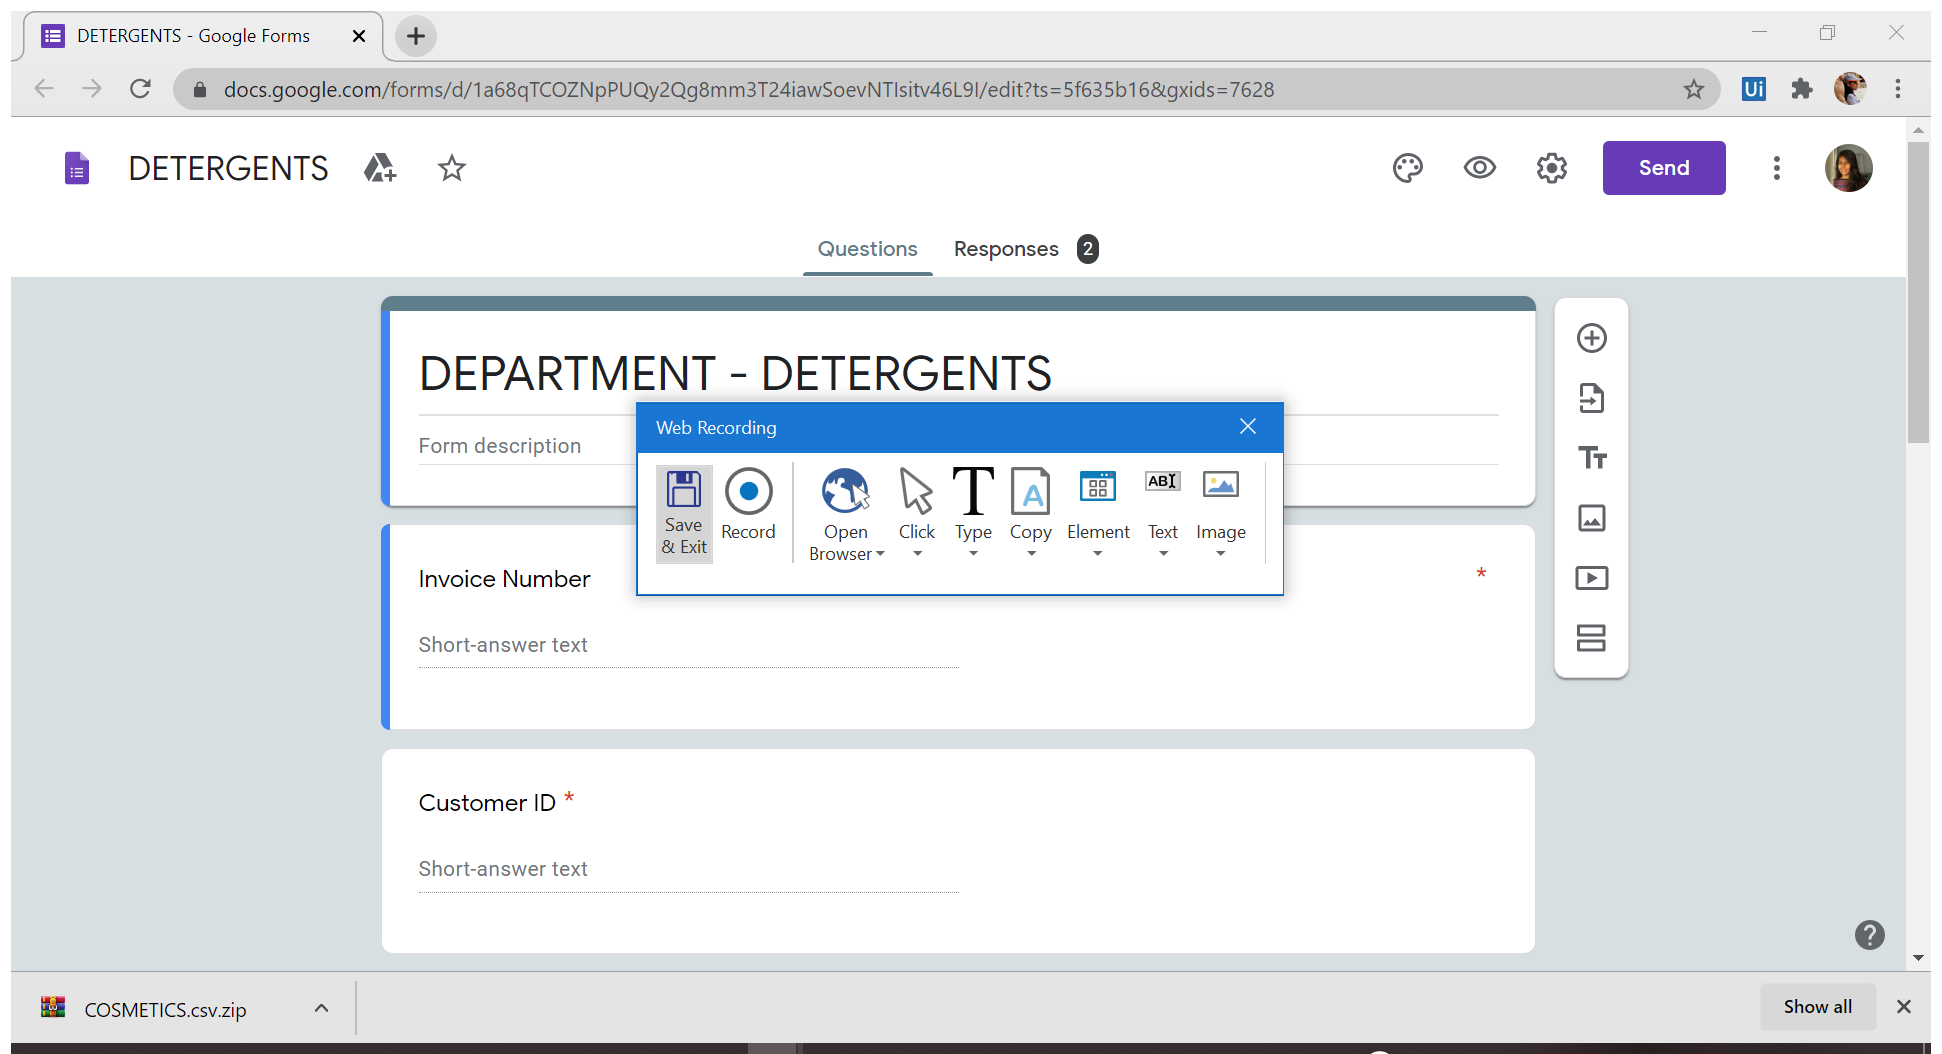 DETERGENTS - Google Forms
docs.google.com/forms/d/1a68qTCOZNpPUQy2Qg8mm3T24iawSoevNTIsitv46L9I/edit?ts=5f635b16&gxids=7628
Ui
DETERGENTS
Send
Questions Responses 2
DEPARTMENT - DETERGENTS
Form description
Web Recording
Save & Exit
Record
Open Browser
Click
T
Type
A
Copy
Element
ABI
Text
Image
Invoice Number *
Short-answer text
Customer ID *
Short-answer text
Tт
?
COSMETICS.csv.zip
Show all